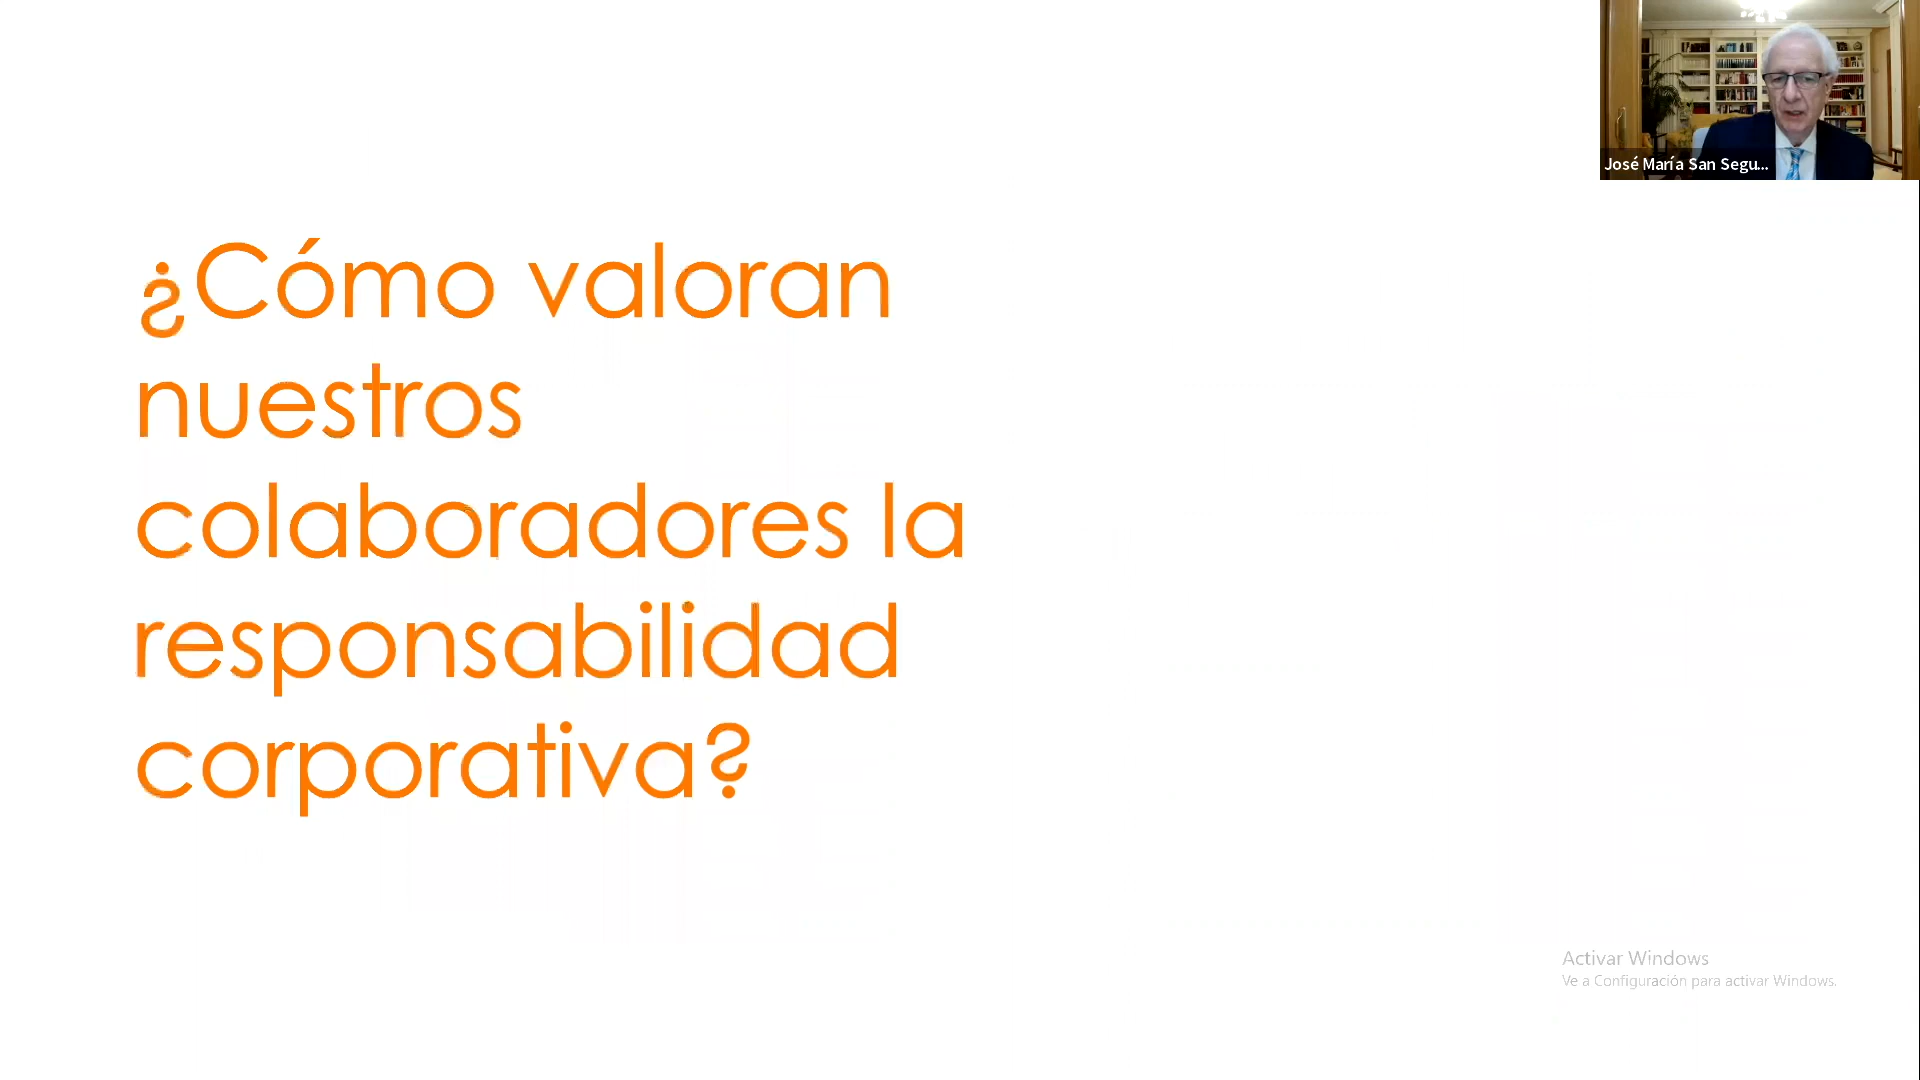 José María San Segu...
¿Cómo valoran
nuestros
colaboradores la
responsabilidad
corporativa?
Activar Windows
Ve a Configuración para activar Windows.